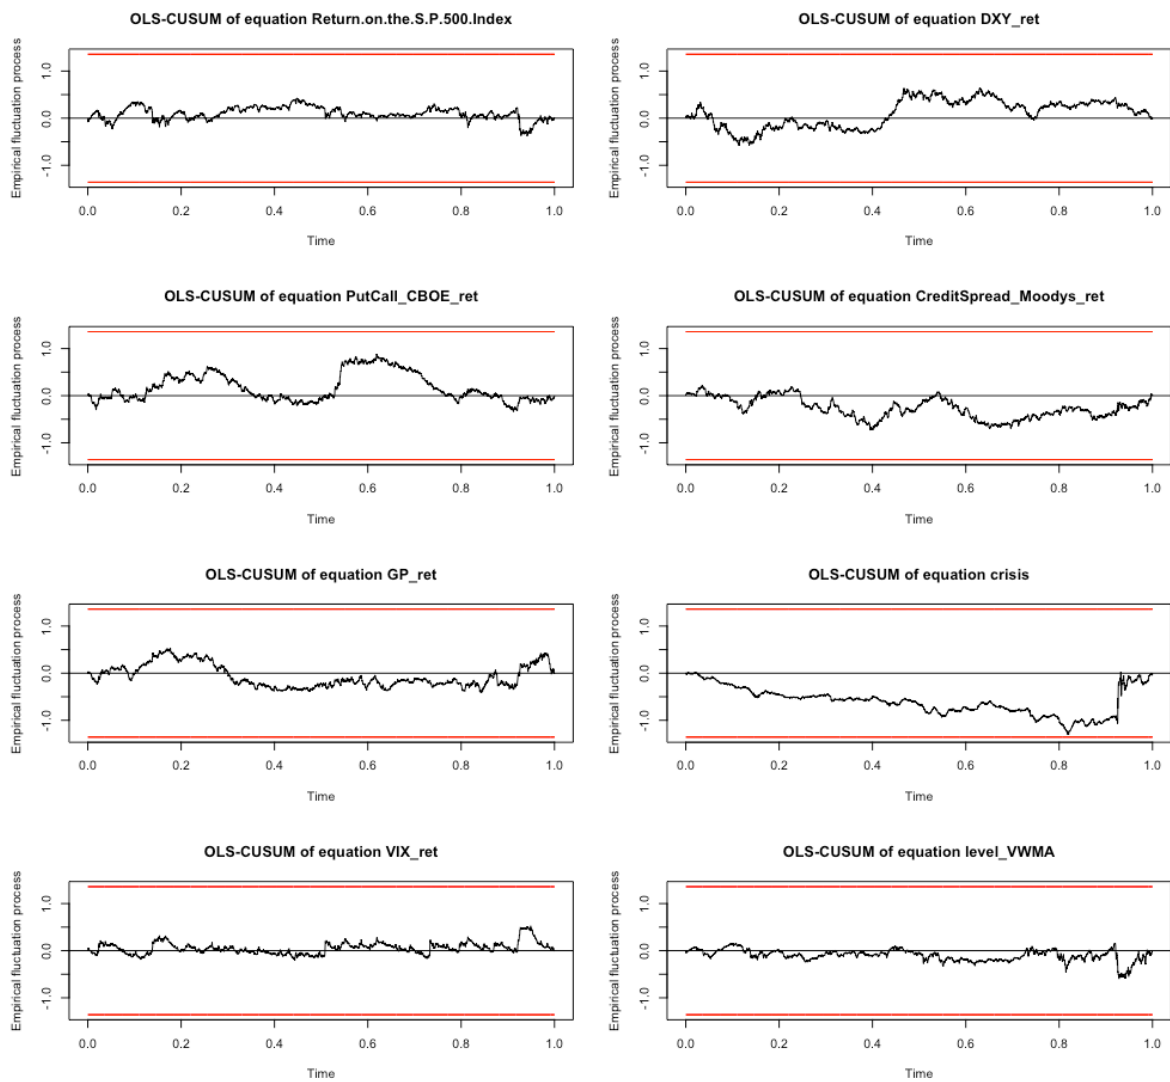 OLS-CUSUM of equation Return.on.the.S.P.500.Index
Empirical fluctuation process
1.0
0.0
-1.0
0.0 0.2 0.4 0.6 0.8 1.0
Time
OLS-CUSUM of equation DXY_ret
Empirical fluctuation process
1.0
0.0
-1.0
0.0 0.2 0.4 0.6 0.8 1.0
Time
OLS-CUSUM of equation PutCall_CBOE_ret
Empirical fluctuation process
1.0
0.0
-1.0
0.0 0.2 0.4 0.6 0.8 1.0
Time
OLS-CUSUM of equation CreditSpread_Moodys_ret
Empirical fluctuation process
1.0
0.0
-1.0
0.0 0.2 0.4 0.6 0.8 1.0
Time
OLS-CUSUM of equation GP_ret
Empirical fluctuation process
1.0
0.0
-1.0
0.0 0.2 0.4 0.6 0.8 1.0
Time
OLS-CUSUM of equation crisis
Empirical fluctuation process
1.0
0.0
-1.0
0.0 0.2 0.4 0.6 0.8 1.0
Time
OLS-CUSUM of equation VIX_ret
Empirical fluctuation process
1.0
0.0
-1.0
0.0 0.2 0.4 0.6 0.8 1.0
Time
OLS-CUSUM of equation level_VWMA
Empirical fluctuation process
1.0
0.0
-1.0
0.0 0.2 0.4 0.6 0.8 1.0
Time